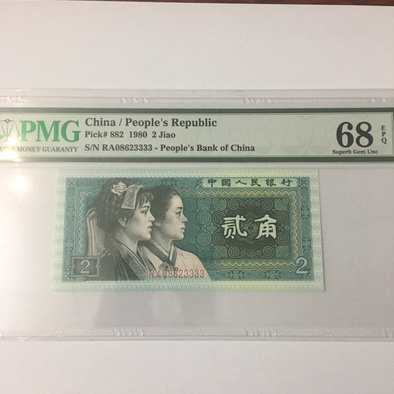 PMG
MONEY GUARANTY
China / People's Republic
Pick# 882 1980 2 Jiao
S/N RA08623333 - People's Bank of China
68 EPQ
Superb Gem Unc
中国人民银行
贰角
2
RA08623333
2